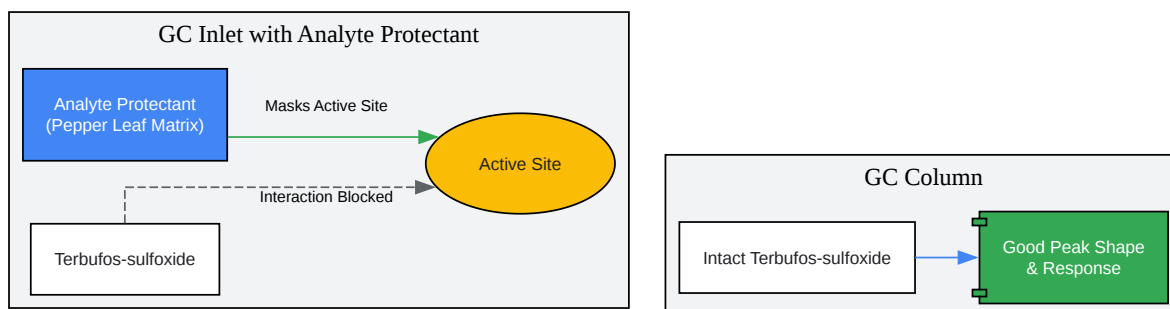 GC Inlet with Analyte Protectant
Analyte Protectant
(Pepper Leaf Matrix)
Masks Active Site
Active Site
Interaction Blocked
Terbufos-sulfoxide
GC Column
Intact Terbufos-sulfoxide
Good Peak Shape
& Response